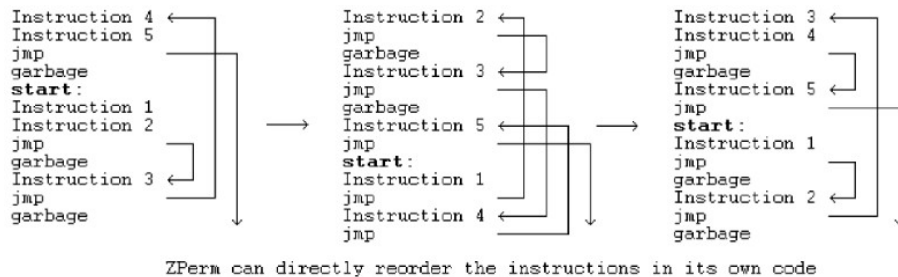 Instruction 4
Instruction 5
jmp
garbage
start:
Instruction 1
Instruction 2
jmp
garbage
Instruction 3
jmp
garbage
Instruction 2
jmp
garbage
Instruction 3
jmp
garbage
Instruction 5
jmp
start:
Instruction 1
Instruction 4
jmp
Instruction 3
Instruction 4
jmp
garbage
Instruction 5
jmp
start:
Instruction 1
jmp
garbage
Instruction 2
jmp
garbage
ZPerm can directly reorder the instructions in its own code